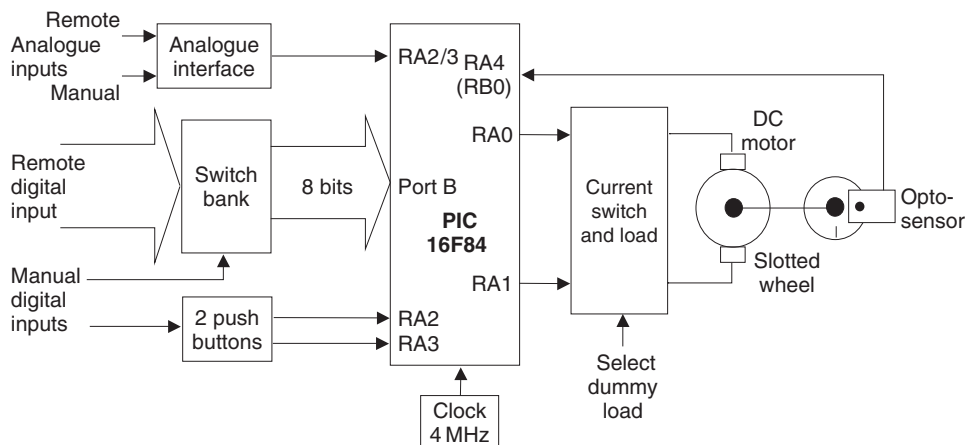 Remote
Analogue
inputs
Manual
Analogue
interface
RA2/3
RA4
(RB0)
RA0
DC
motor
Remote
digital
input
Switch
bank
8 bits
Port B
PIC
16F84
Current
switch
and load
Opto-
sensor
RA1
Slotted
wheel
Manual
digital
inputs
2 push
buttons
RA2
RA3
Select
dummy
load
Clock
4 MHz